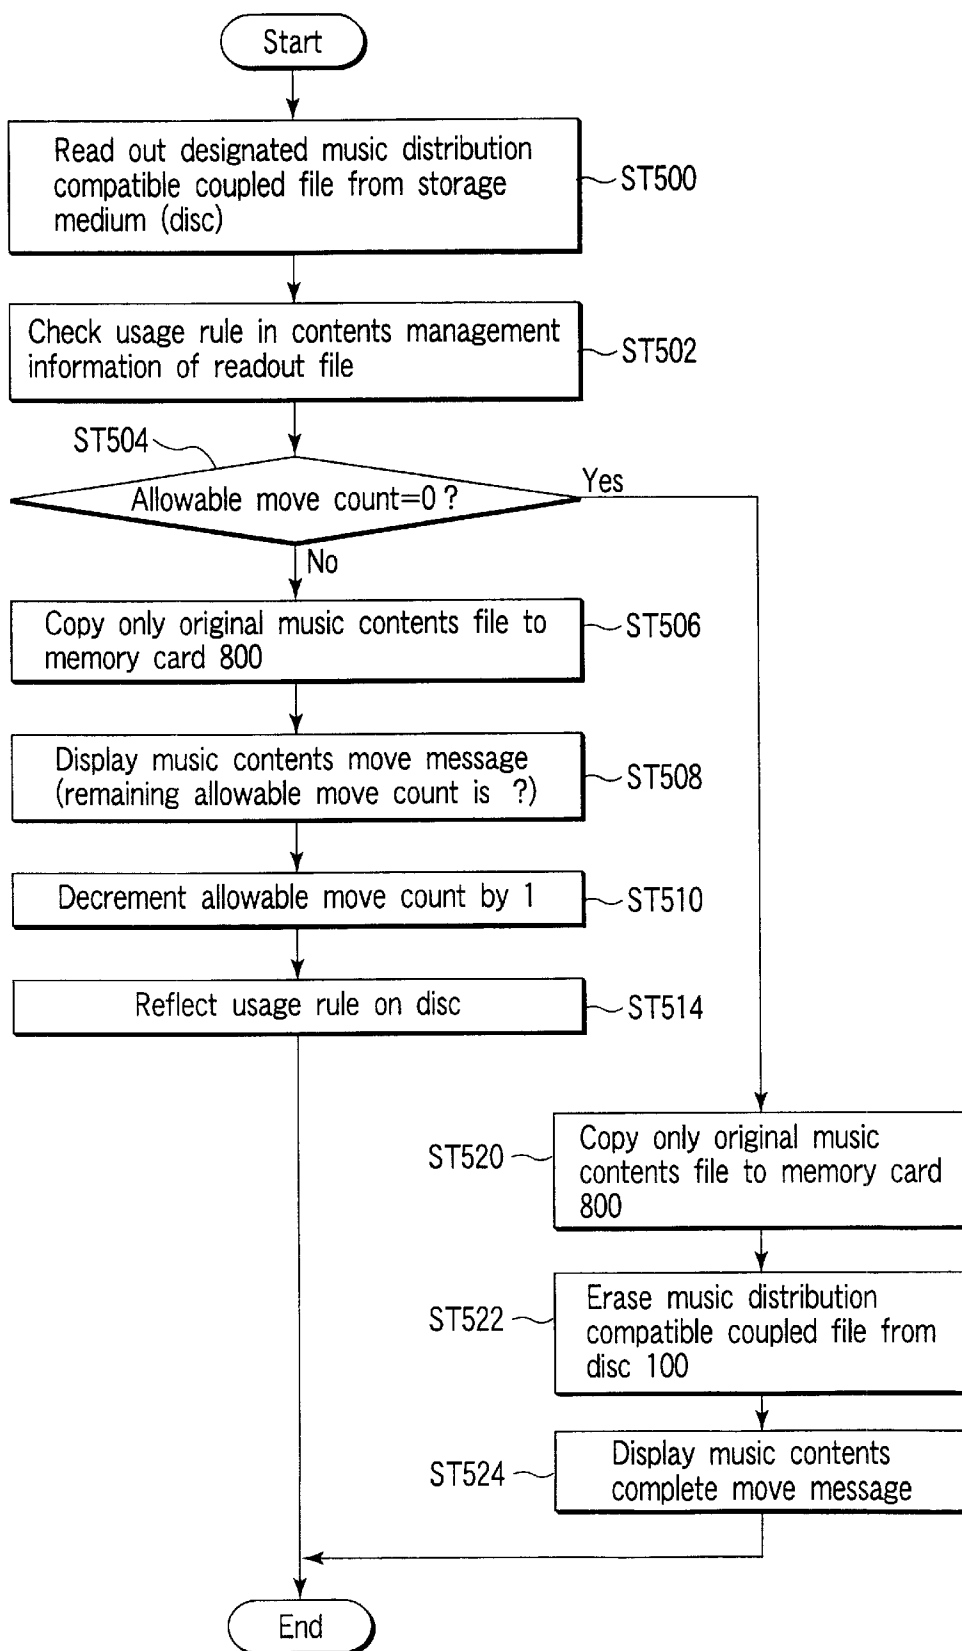 Start
Read out designated music distribution
compatible coupled file from storage
medium (disc)
ST500
Check usage rule in contents management
information of readout file
ST502
ST504
Allowable move count=0 ?
Yes
No
Copy only original music contents file to
memory card 800
ST506
Display music contents move message
(remaining allowable move count is ?)
ST508
Decrement allowable move count by 1
ST510
Reflect usage rule on disc
ST514
ST520
Copy only original music
contents file to memory card
800
ST522
Erase music distribution
compatible coupled file from
disc 100
ST524
Display music contents
complete move message
End